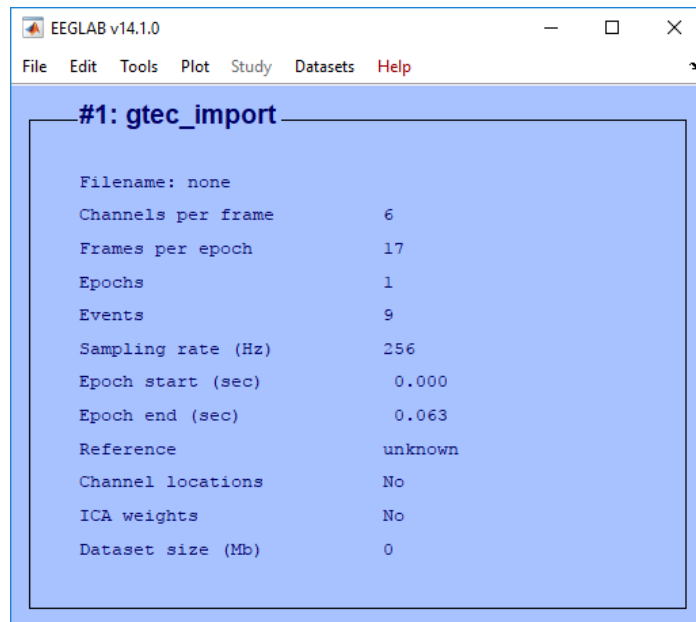 EEGLAB v14.1.0
File Edit Tools Plot Study Datasets Help
#1: gtec_import
Filename: none
Channels per frame 6
Frames per epoch 17
Epochs 1
Events 9
Sampling rate (Hz) 256
Epoch start (sec) 0.000
Epoch end (sec) 0.063
Reference unknown
Channel locations No
ICA weights No
Dataset size (Mb) 0